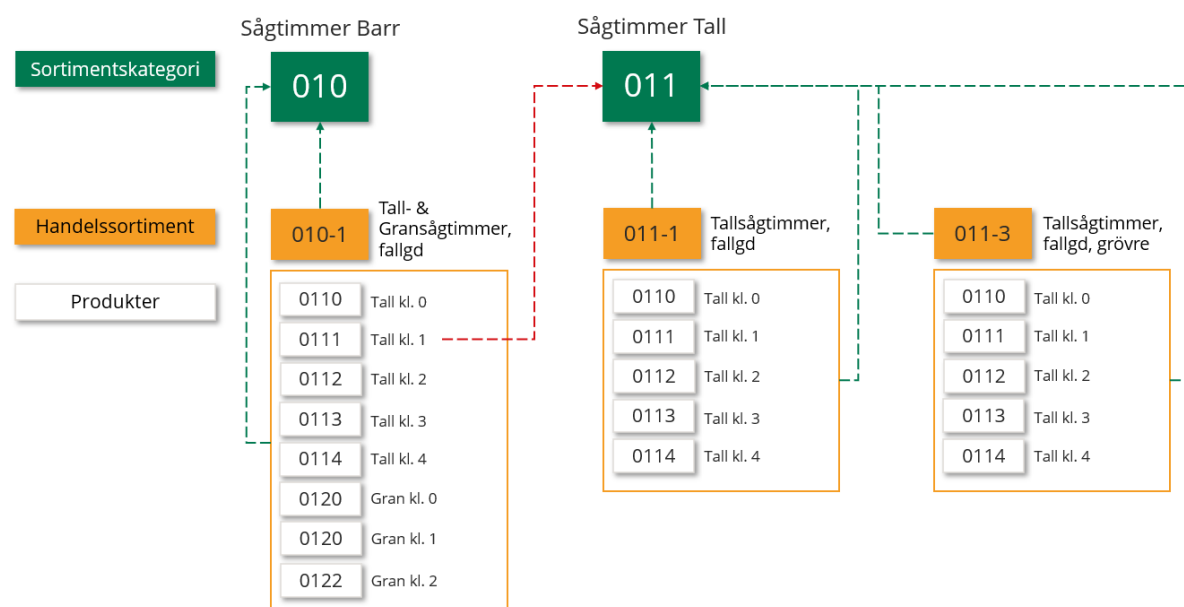 Sågtimmer Barr
Sågtimmer Tall
Sortimentskategori
010
011
Handelssortiment
010-1
Tall- &
Gransågtimmer,
fallgd
011-1
Tallsågtimmer,
fallgd
011-3
Tallsågtimmer,
fallgd, grövre
Produkter
0110 Tall kl. 0
0111 Tall kl. 1
0112 Tall kl. 2
0113 Tall kl. 3
0114 Tall kl. 4
0120 Gran kl. 0
0120 Gran kl. 1
0122 Gran kl. 2
0110 Tall kl. 0
0111 Tall kl. 1
0112 Tall kl. 2
0113 Tall kl. 3
0114 Tall kl. 4
0110 Tall kl. 0
0111 Tall kl. 1
0112 Tall kl. 2
0113 Tall kl. 3
0114 Tall kl. 4